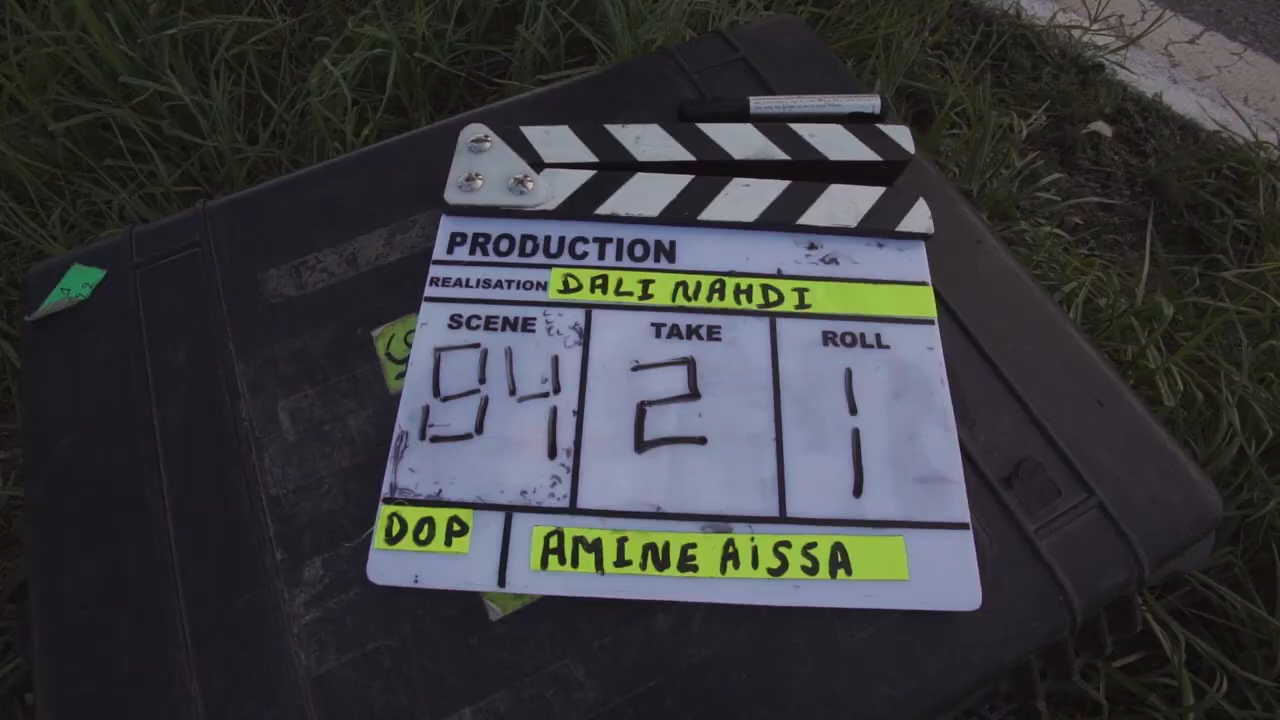 PRODUCTION
REALISATION DALI NAHDI
SCENE TAKE ROLL
94 2 1
DOP AMINE AiSSA